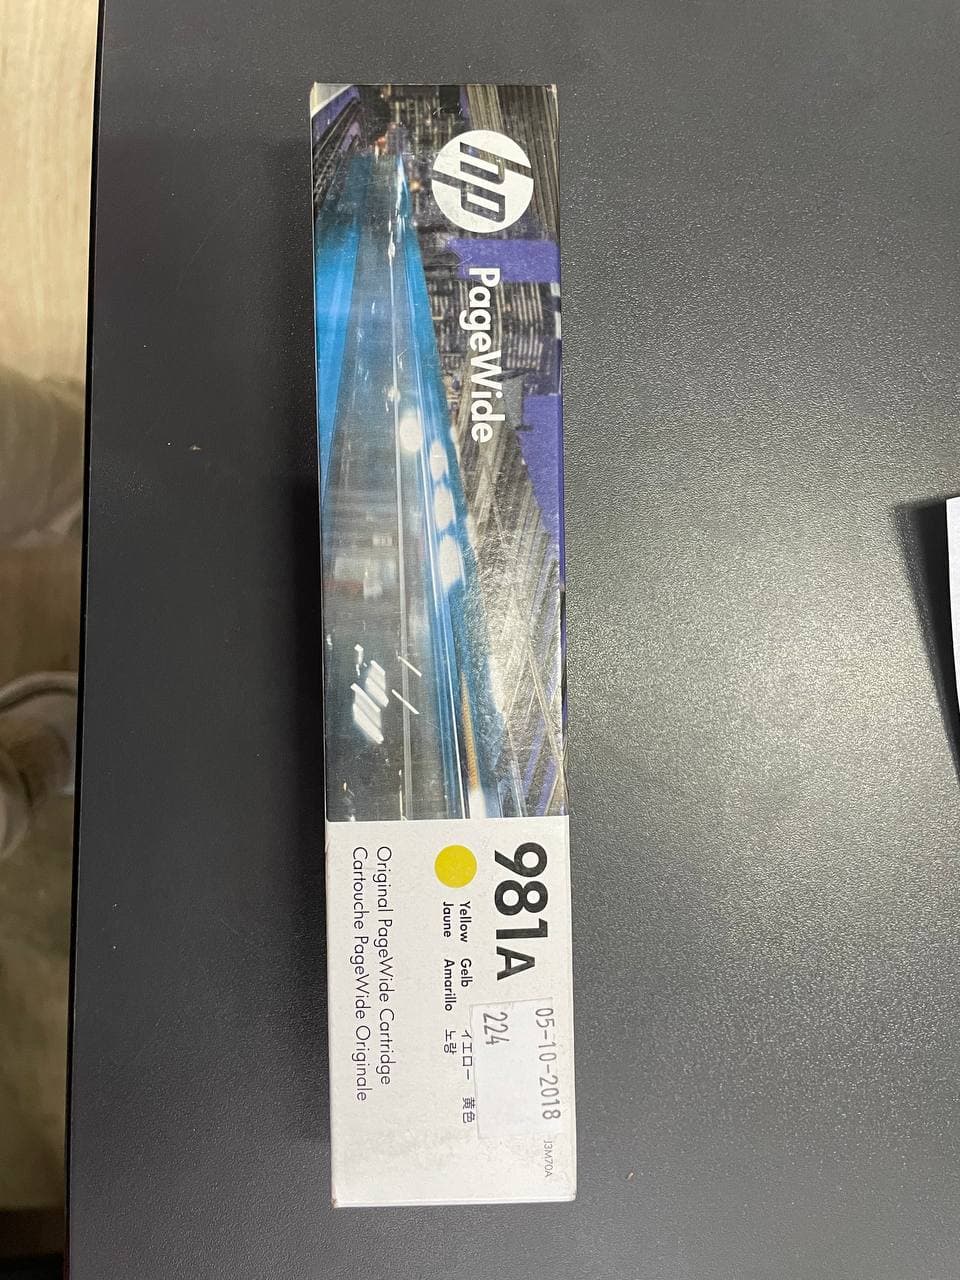 hp
PageWide
981A
05-10-2018
224
J3M70A
Yellow Gelb イエロー 黄色
Jaune Amarillo 노랑
Original PageWide Cartridge
Cartouche PageWide Originale